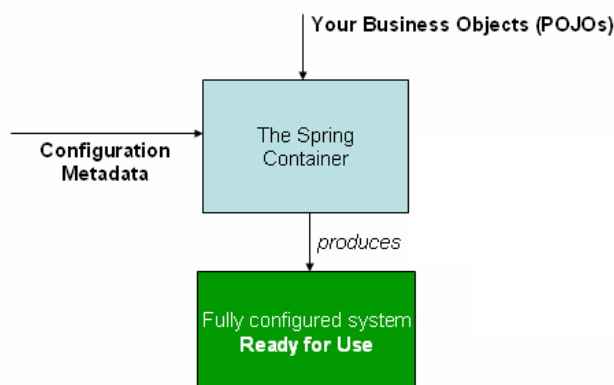 Your Business Objects (POJOs)
The Spring
Container
Configuration
Metadata
produces
Fully configured system
Ready for Use